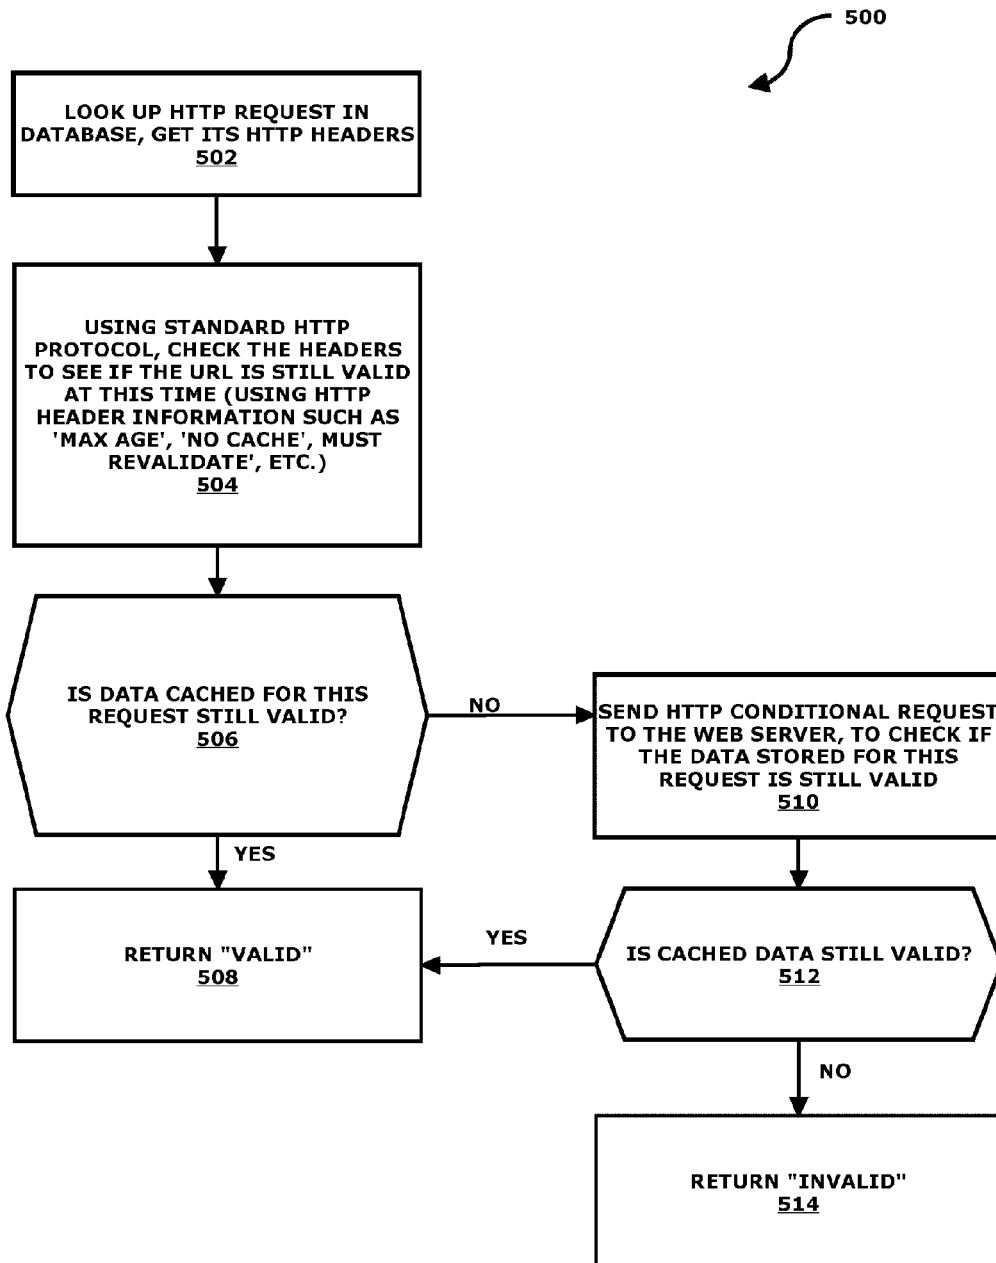 500
LOOK UP HTTP REQUEST IN
DATABASE, GET ITS HTTP HEADERS
502
USING STANDARD HTTP
PROTOCOL, CHECK THE HEADERS
TO SEE IF THE URL IS STILL VALID
AT THIS TIME (USING HTTP
HEADER INFORMATION SUCH AS
'MAX AGE', 'NO CACHE', MUST
REVALIDATE', ETC.)
504
IS DATA CACHED FOR THIS
REQUEST STILL VALID?
506
NO
SEND HTTP CONDITIONAL REQUEST
TO THE WEB SERVER, TO CHECK IF
THE DATA STORED FOR THIS
REQUEST IS STILL VALID
510
YES
RETURN "VALID"
508
YES
IS CACHED DATA STILL VALID?
512
NO
RETURN "INVALID"
514